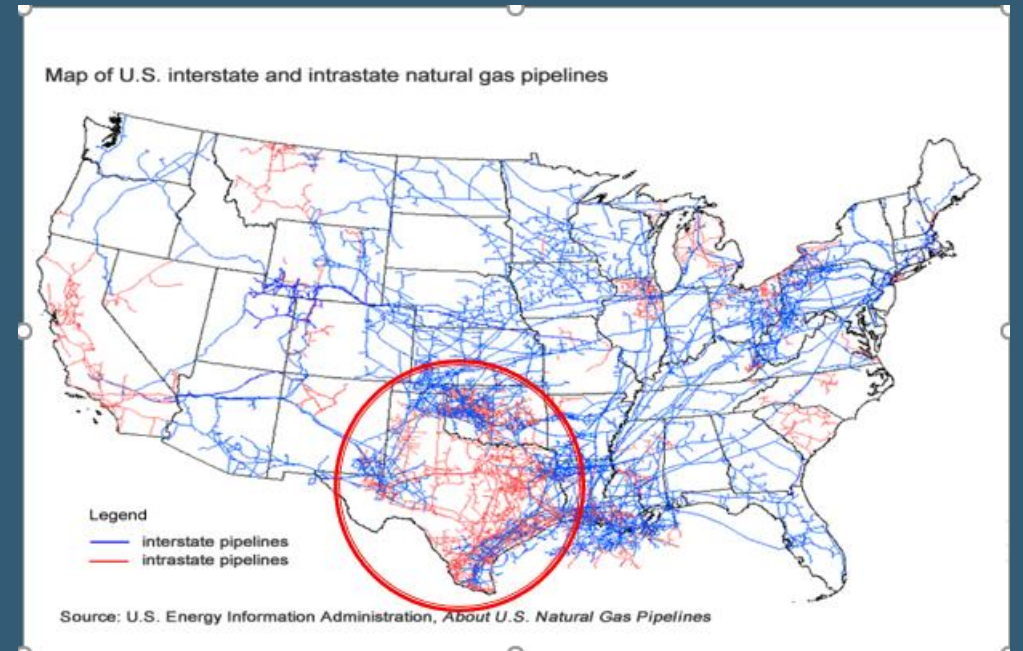 Map of U.S. interstate and intrastate natural gas pipelines
Legend
interstate pipelines
intrastate pipelines
Source: U.S. Energy Information Administration, About U.S. Natural Gas Pipelines